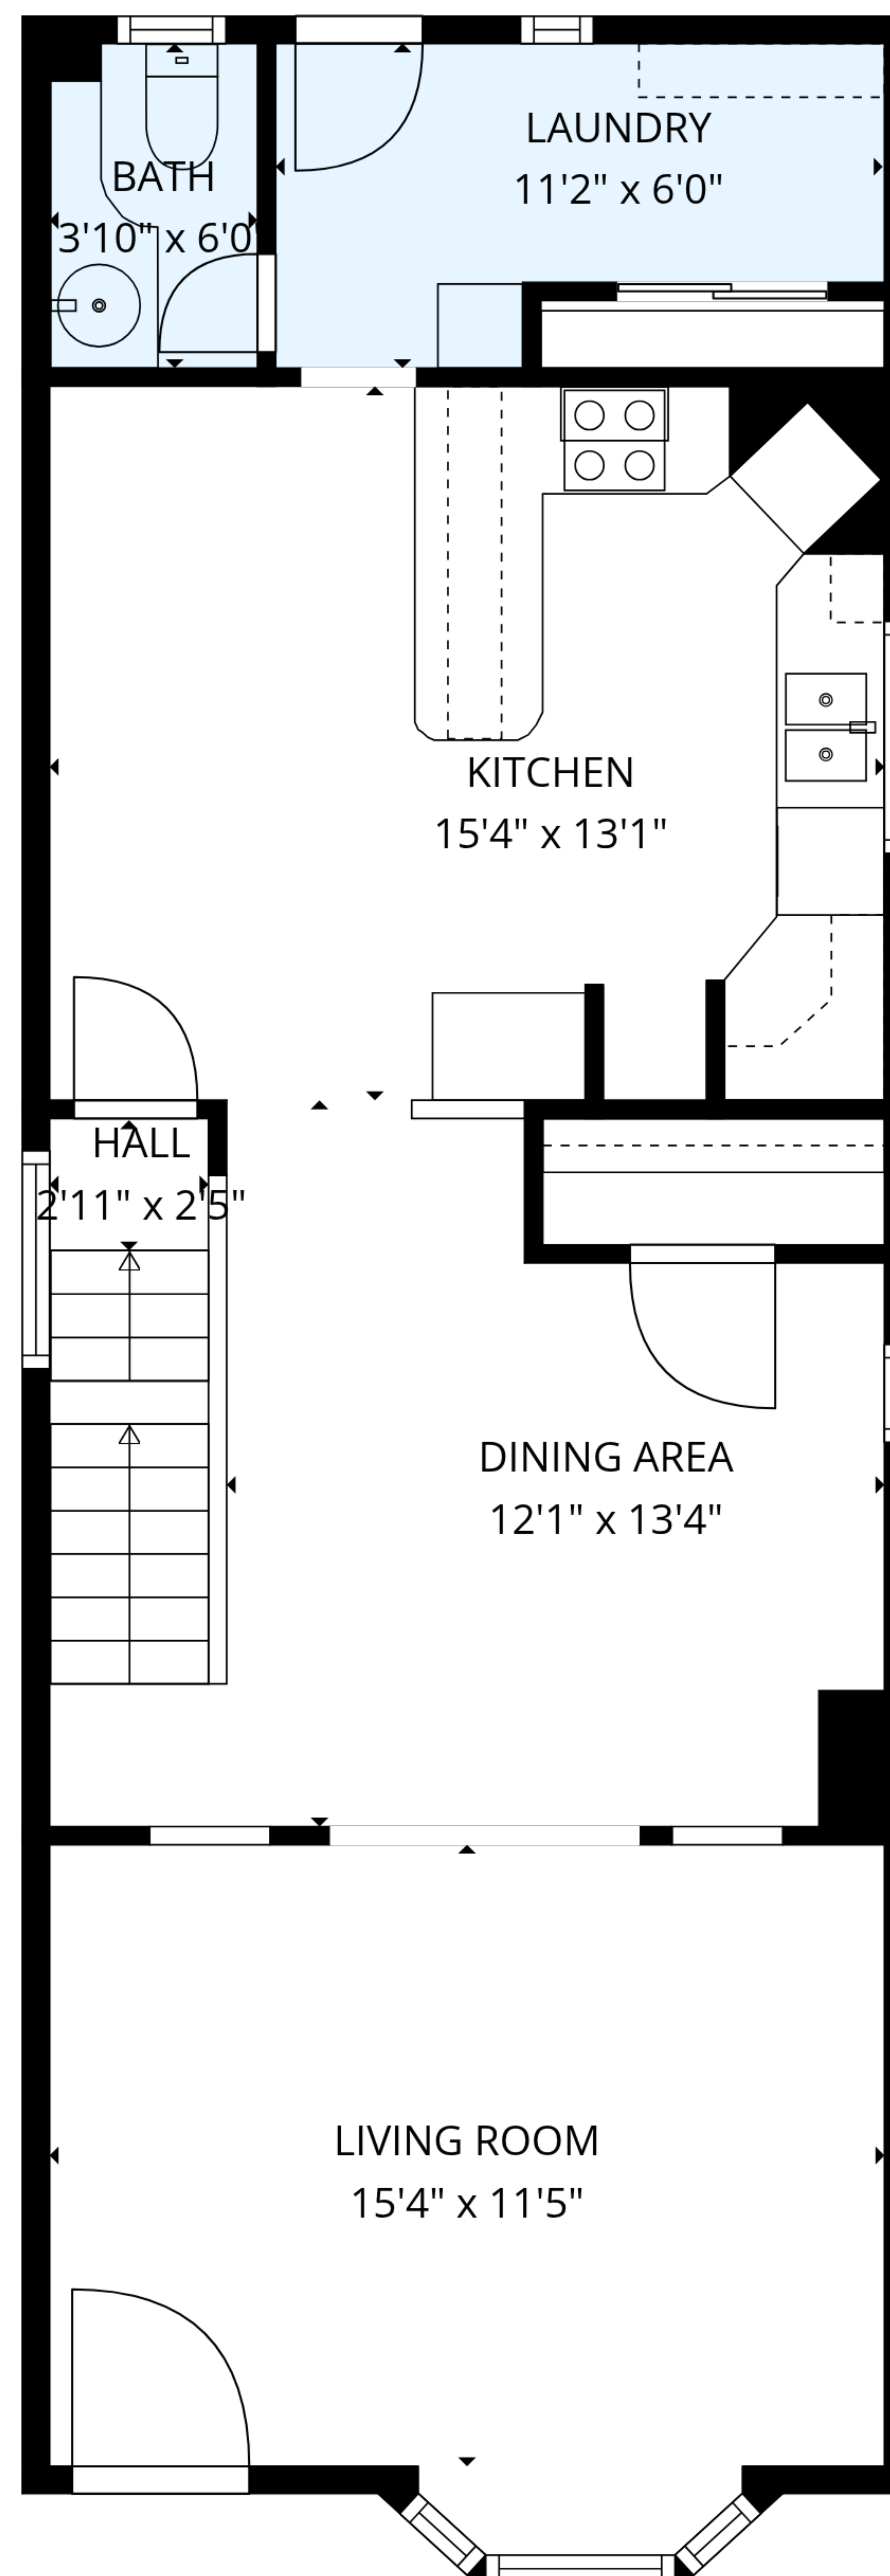 LAUNDRY
11'2" x 6'0"
BATH
3'10" x 6'0"
KITCHEN
15'4" x 13'1"
HALL
2'11" x 2'5"
DINING AREA
12'1" x 13'4"
LIVING ROOM
15'4" x 11'5"